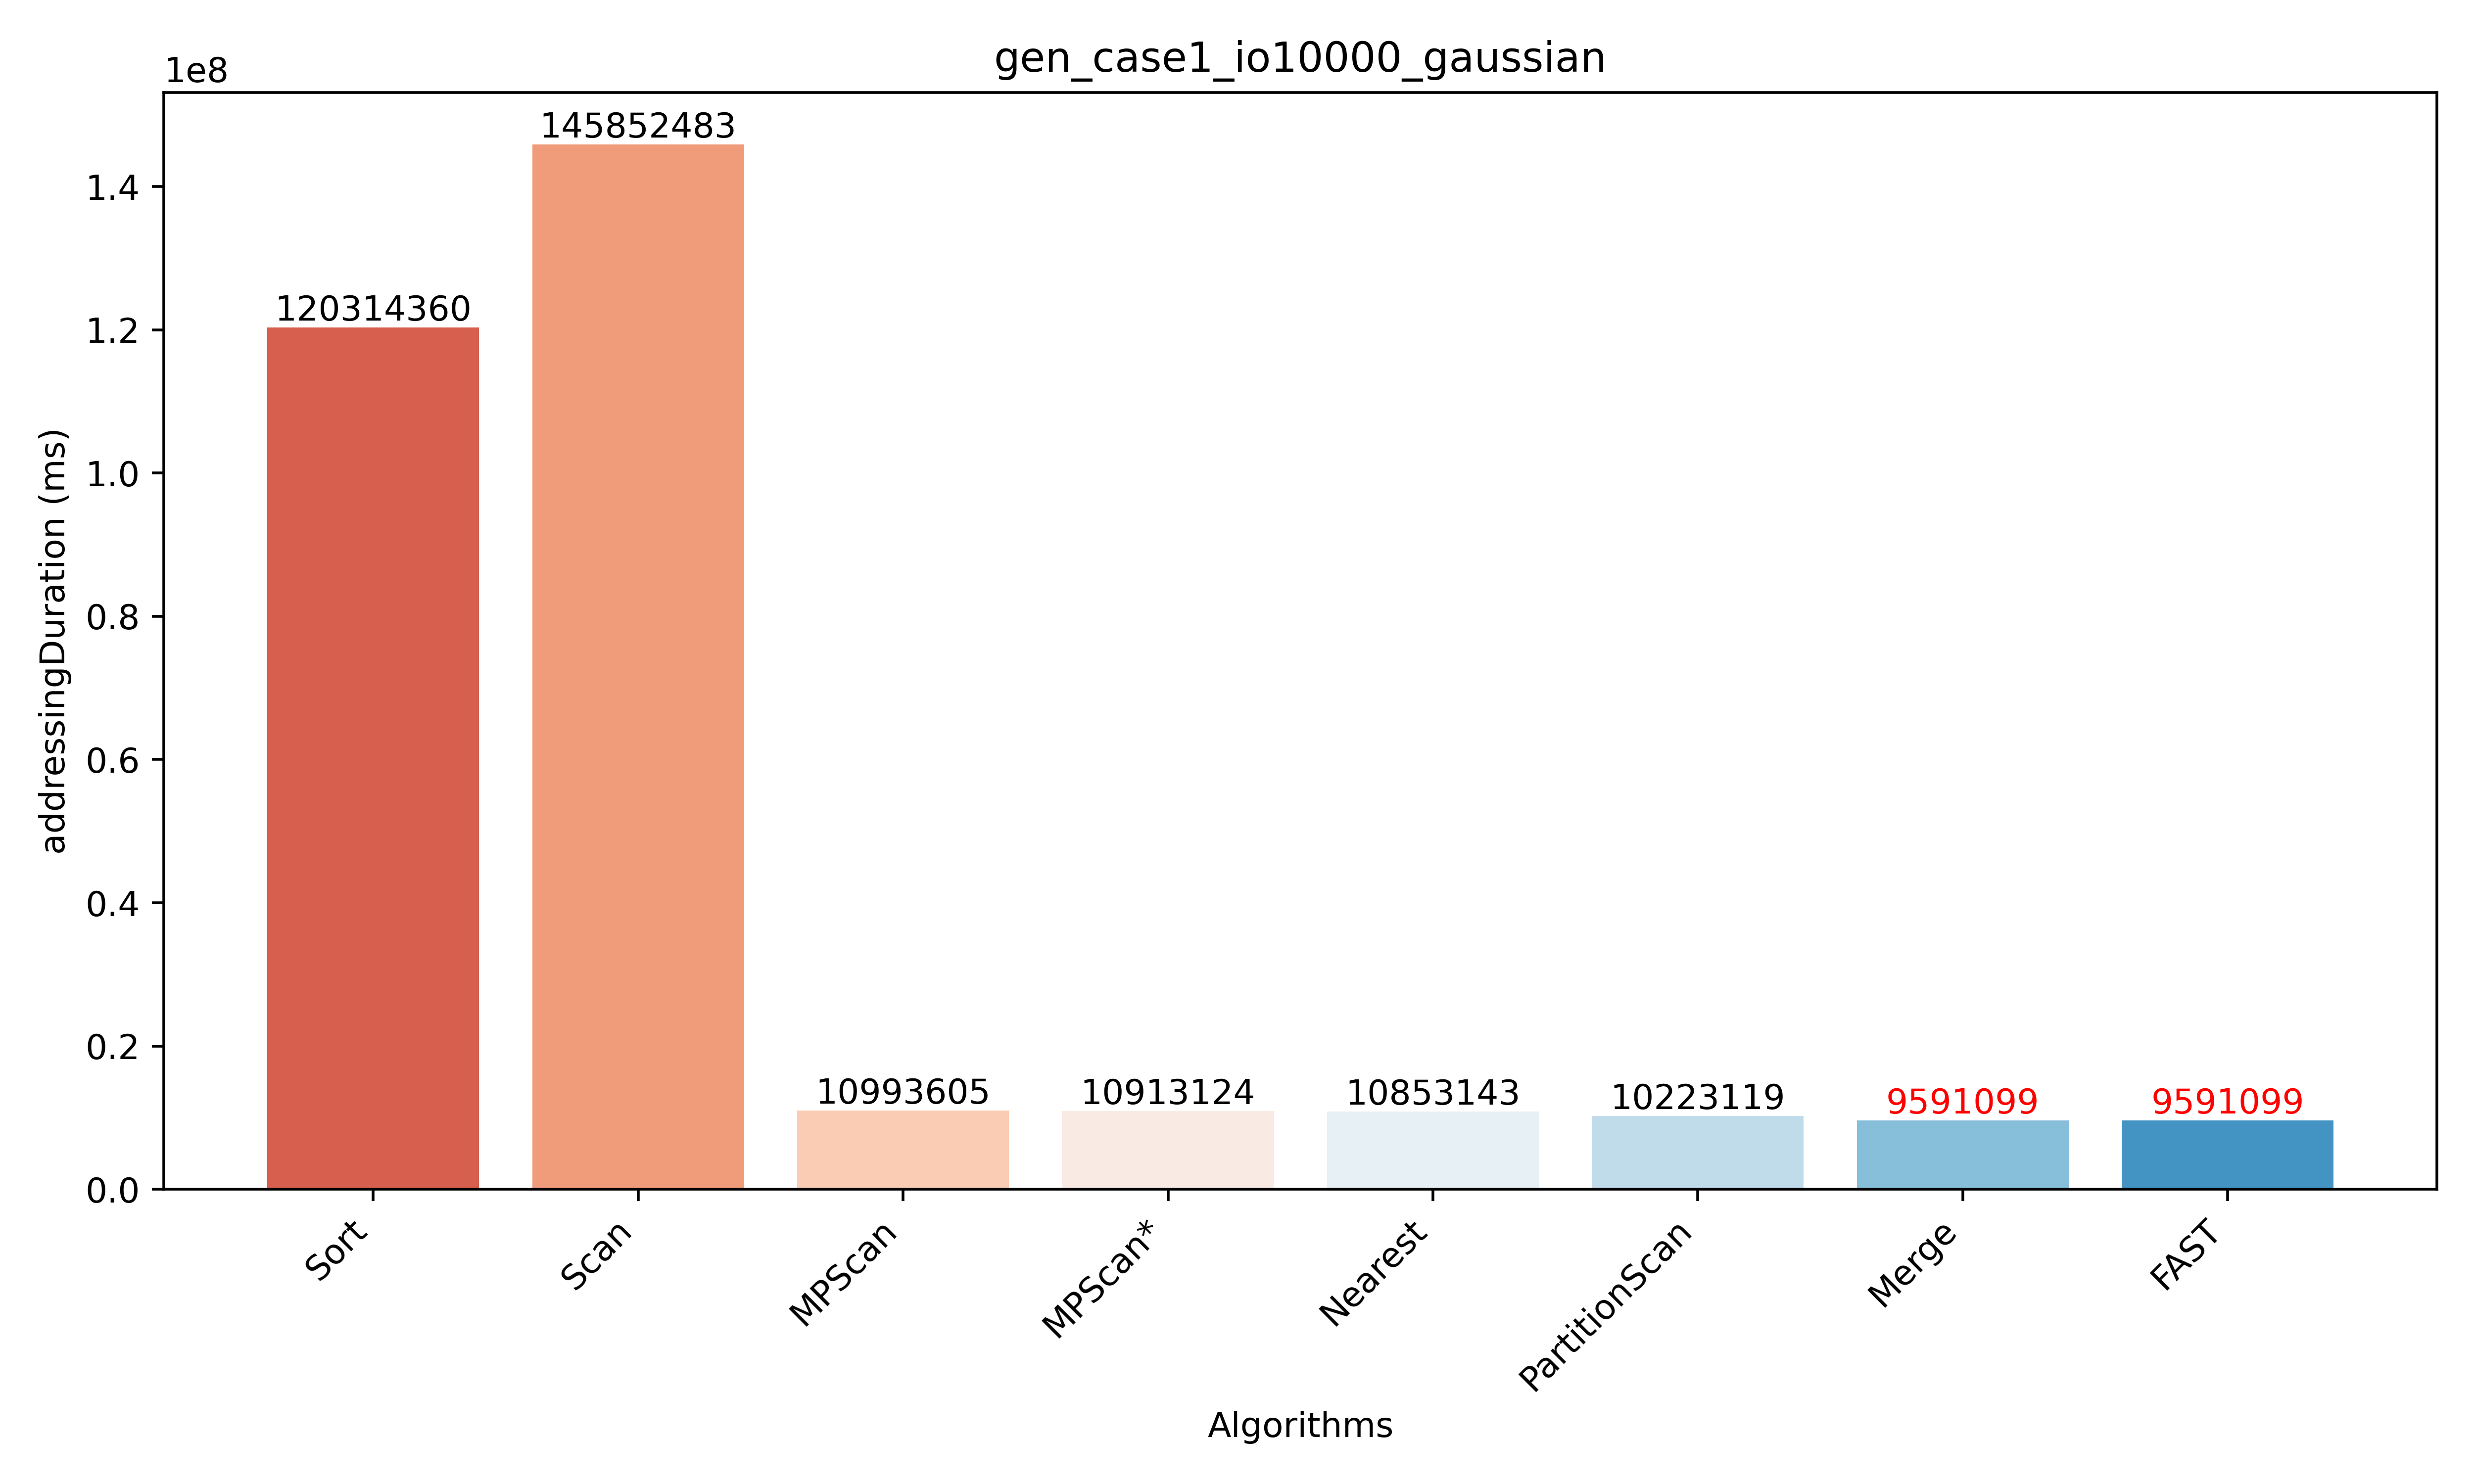 gen_case1_io10000_gaussian
1e8
145852483
120314360
10993605
10913124
10853143
10223119
9591099
9591099
1.4
1.2
1.0
0.8
0.6
0.4
0.2
0.0
addressingDuration (ms)
Sort
Scan
MPScan
MPScan*
Nearest
PartitionScan
Merge
FAST
Algorithms